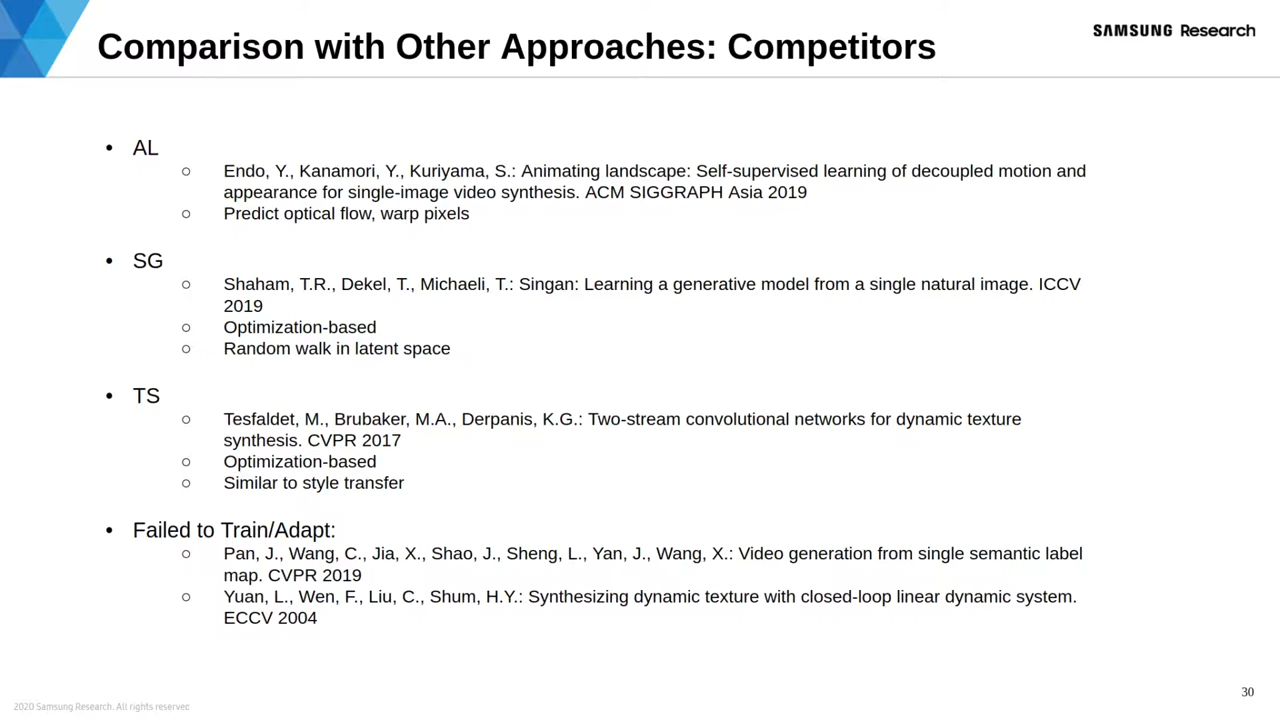 Comparison with Other Approaches: Competitors
SAMSUNG Research
• AL
○ Endo, Y., Kanamori, Y., Kuriyama, S.: Animating landscape: Self-supervised learning of decoupled motion and
appearance for single-image video synthesis. ACM SIGGRAPH Asia 2019
○ Predict optical flow, warp pixels
• SG
○ Shaham, T.R., Dekel, T., Michaeli, T.: Singan: Learning a generative model from a single natural image. ICCV
2019
○ Optimization-based
○ Random walk in latent space
• TS
○ Tesfaldet, M., Brubaker, M.A., Derpanis, K.G.: Two-stream convolutional networks for dynamic texture
synthesis. CVPR 2017
○ Optimization-based
○ Similar to style transfer
• Failed to Train/Adapt:
○ Pan, J., Wang, C., Jia, X., Shao, J., Sheng, L., Yan, J., Wang, X.: Video generation from single semantic label
map. CVPR 2019
○ Yuan, L., Wen, F., Liu, C., Shum, H.Y.: Synthesizing dynamic texture with closed-loop linear dynamic system.
ECCV 2004
30
2020 Samsung Research. All rights reservec